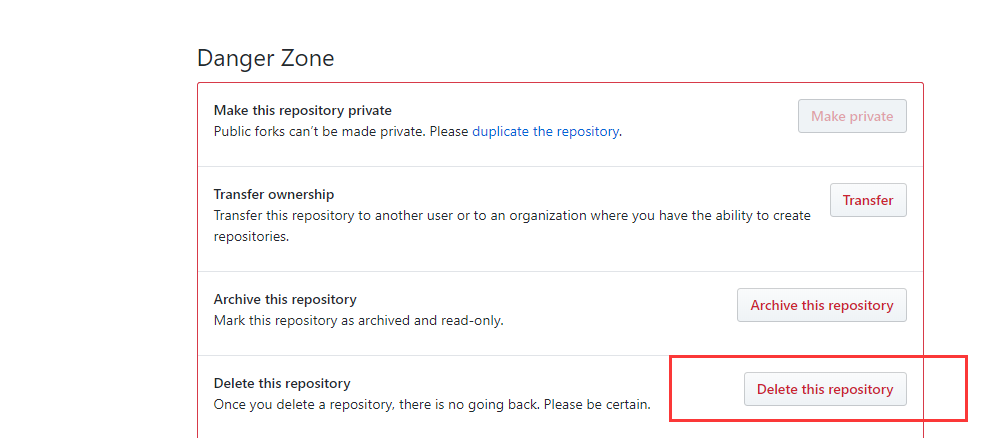 Danger Zone
Make this repository private
Public forks can’t be made private. Please duplicate the repository.
Make private
Transfer ownership
Transfer this repository to another user or to an organization where you have the ability to create
repositories.
Transfer
Archive this repository
Mark this repository as archived and read-only.
Archive this repository
Delete this repository
Once you delete a repository, there is no going back. Please be certain.
Delete this repository